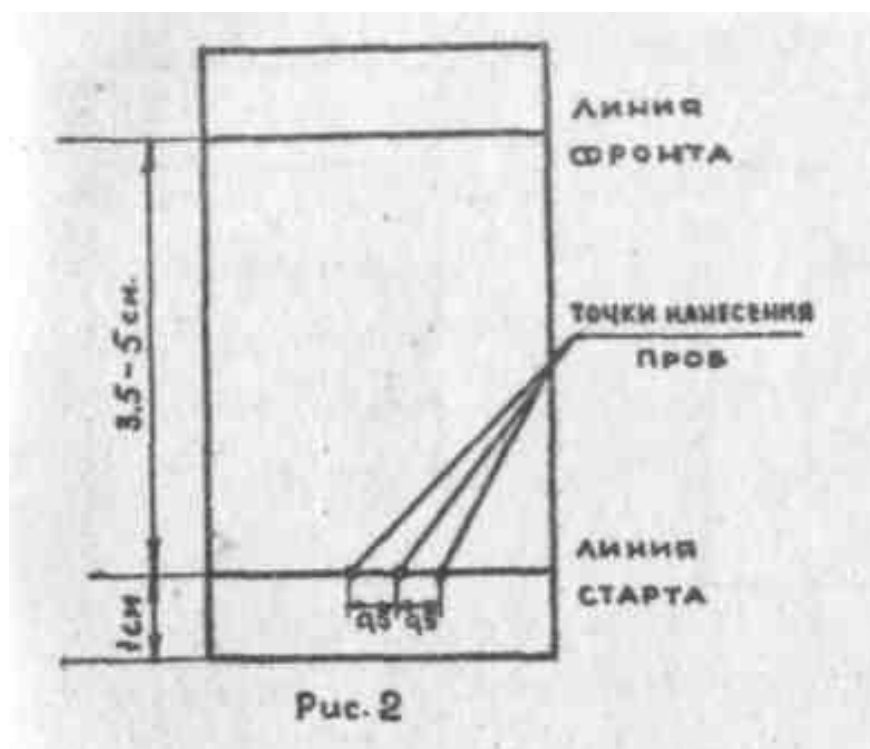 ЛИНИЯ
ФРОНТА
3,5-5 см.
ТОЧКИ НАНЕСЕНИЯ
ПРОБ
ЛИНИЯ
СТАРТА
1см
0,5 0,5
Рис. 2